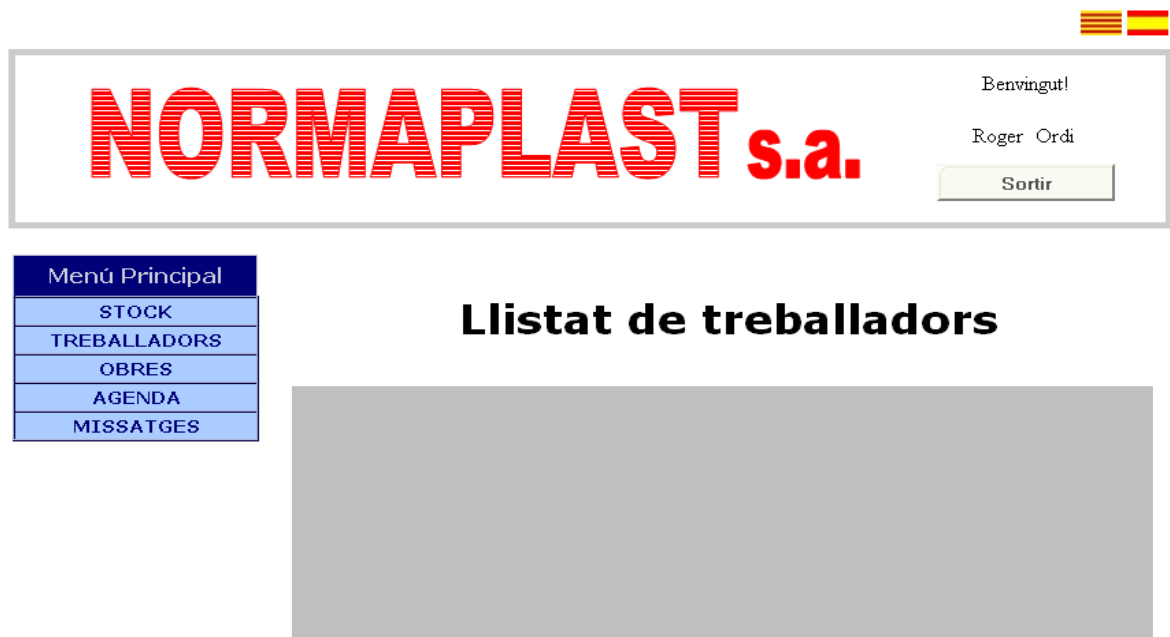 NORMAPLAST s.a.
Benvingut!
Roger Ordi
Sortir
Menú Principal
STOCK
TREBALLADORS
OBRES
AGENDA
MISSATGES
Llistat de treballadors